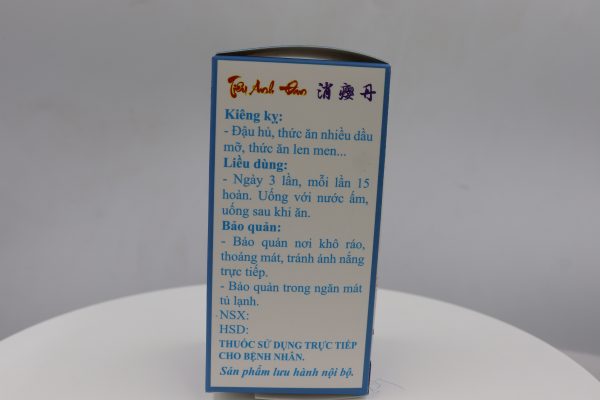 Tiêu Anh Đan 消瘿丹
Kiêng kỵ:
- Đậu hủ, thức ăn nhiều dầu
mỡ, thức ăn len men...
Liều dùng:
- Ngày 3 lần, mỗi lần 15
hoàn. Uống với nước ấm,
uống sau khi ăn.
Bảo quản:
- Bảo quản nơi khô ráo,
thoáng mát, tránh ánh nắng
trực tiếp.
- Bảo quản trong ngăn mát
tủ lạnh.
NSX:
HSD:
THUỐC SỬ DỤNG TRỰC TIẾP
CHO BỆNH NHÂN.
Sản phẩm lưu hành nội bộ.